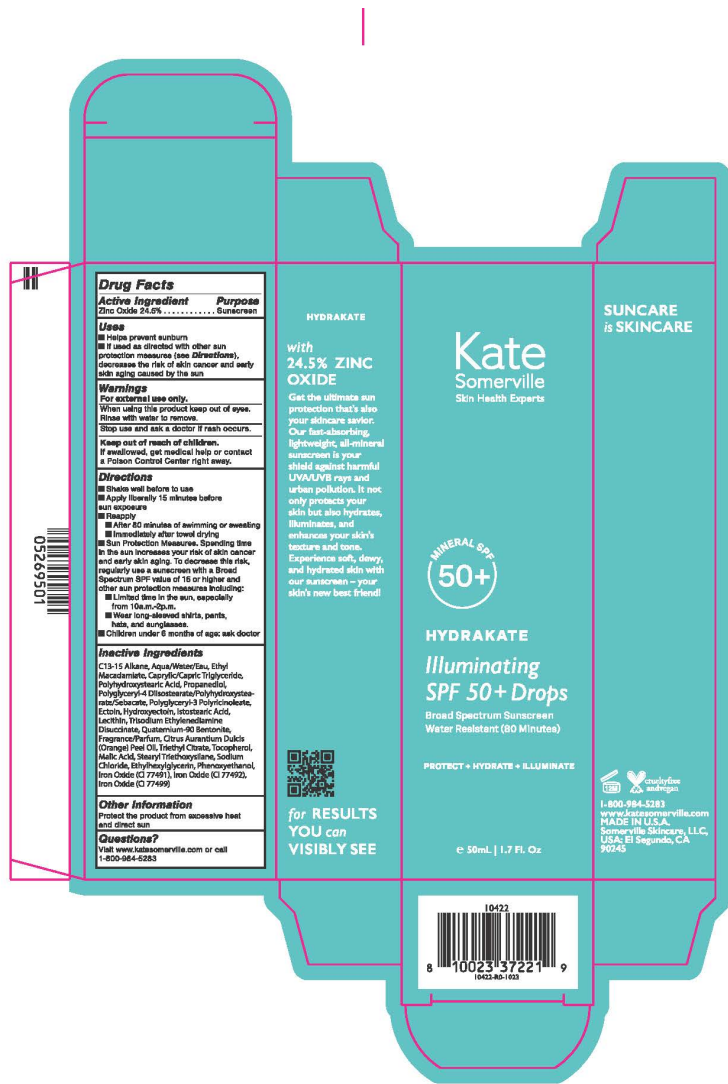 Drug Facts
Active Ingredient Purpose
Zinc Oxide 24.5% . . . . . . . . . . . . Sunscreen
Uses
■ Helps prevent sunburn
■ If used as directed with other sun
protection measures (see Directions),
decreases the risk of skin cancer and early
skin aging caused by the sun
Warnings
For external use only.
When using this product keep out of eyes.
Rinse with water to remove.
Stop use and ask a doctor if rash occurs.
Keep out of reach of children.
If swallowed, get medical help or contact
a Poison Control Center right away.
Directions
■ Shake well before to use
■ Apply liberally 15 minutes before
sun exposure
■ Reapply
■ After 80 minutes of swimming or sweating
■ Immediately after towel drying
■ Sun Protection Measures. Spending time
in the sun increases your risk of skin cancer
and early skin aging. To decrease this risk,
regularly use a sunscreen with a Broad
Spectrum SPF value of 15 or higher and
other sun protection measures including:
■ Limited time in the sun, especially
from 10a.m.-2p.m.
■ Wear long-sleeved shirts, pants,
hats, and sunglasses.
■ Children under 6 months of age: ask doctor
Inactive Ingredients
C13-15 Alkane, Aqua/Water/Eau, Ethyl
Macadamiate, Caprylic/Capric Triglyceride,
Polyhydroxystearic Acid, Propanediol,
Polyglyceryl-4 Diisostearate/Polyhydroxystea-
rate/Sebacate, Polyglyceryl-3 Polyricinoleate,
Ectoin, Hydroxyectoin, Istostearic Acid,
Lecithin, Trisodium Ethylenediamine
Disuccinate, Quaternium-90 Bentonite,
Fragrance/Parfum, Citrus Aurantium Dulcis
(Orange) Peel Oil, Triethyl Citrate, Tocopherol,
Malic Acid, Stearyl Triethoxysilane, Sodium
Chloride, Ethylhexylglycerin, Phenoxyethanol,
Iron Oxide (CI 77491), Iron Oxide (CI 77492),
Iron Oxide (CI 77499)
Other Information
Protect the product from excessive heat
and direct sun
Questions?
Visit www.katesomerville.com or call
1-800-984-5283
05269501
HYDRAKATE
with
24.5% ZINC
OXIDE
Get the ultimate sun
protection that's also
your skincare savior.
Our fast-absorbing,
lightweight, all-mineral
sunscreen is your
shield against harmful
UVA/UVB rays and
urban pollution. It not
only protects your
skin but also hydrates,
illuminates, and
enhances your skin's
texture and tone.
Experience soft, dewy,
and hydrated skin with
our sunscreen – your
skin's new best friend!
for RESULTS
YOU can
VISIBLY SEE
Kate
Somerville
Skin Health Experts
MINERAL SPF
50+
HYDRAKATE
Illuminating
SPF 50+ Drops
Broad Spectrum Sunscreen
Water Resistant (80 Minutes)
PROTECT + HYDRATE + ILLUMINATE
e 50mL | 1.7 Fl. Oz
10422
8 10023 37221 9
10422-R0-1023
SUNCARE
is SKINCARE
12M
crueltyfree
andvegan
1-800-984-5283
www.katesomerville.com
MADE IN U.S.A.
Somerville Skincare, LLC,
USA: El Segundo, CA
90245